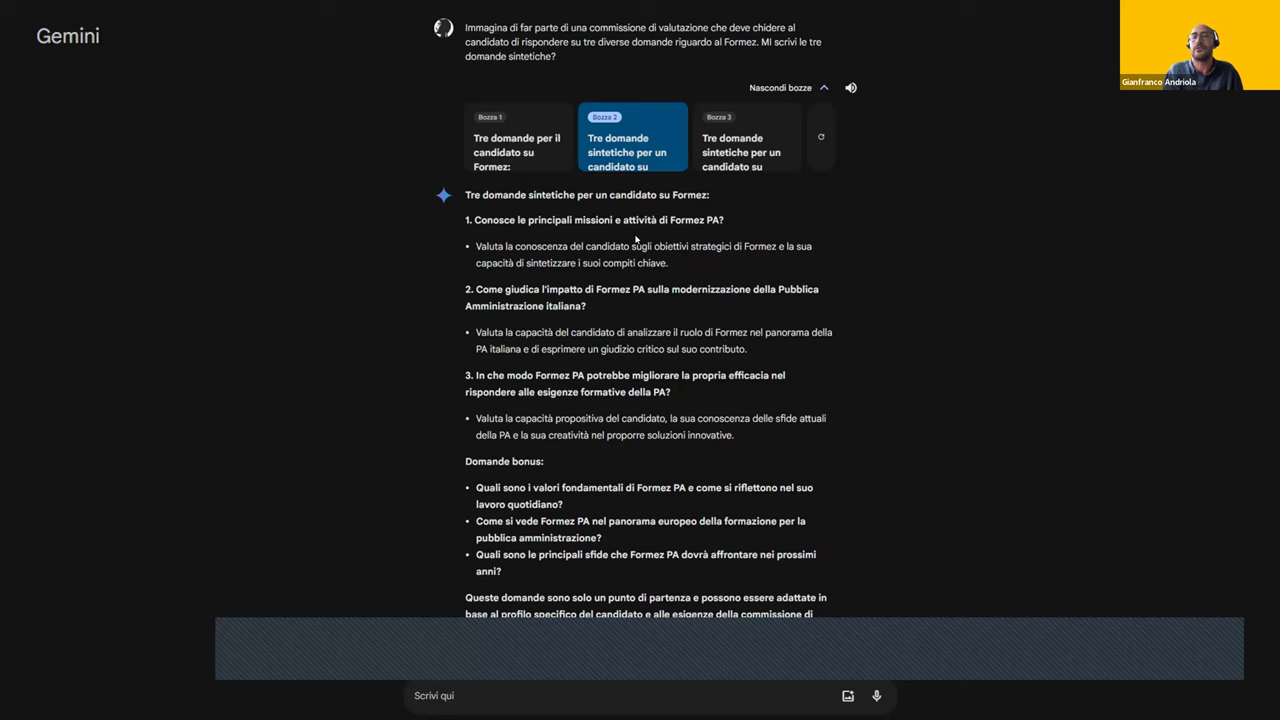 Gemini
Immagina di far parte di una commissione di valutazione che deve chidere al
candidato di rispondere su tre diverse domande riguardo al Formez. MI scrivi le tre
domande sintetiche?
Gianfranco Andriola
Nascondi bozze
Bozza 1
Tre domande per il
candidato su
Formez:
Bozza 2
Tre domande
sintetiche per un
candidato su
Bozza 3
Tre domande
sintetiche per un
candidato su
Tre domande sintetiche per un candidato su Formez:
1. Conosce le principali missioni e attività di Formez PA?
• Valuta la conoscenza del candidato sugli obiettivi strategici di Formez e la sua
capacità di sintetizzare i suoi compiti chiave.
2. Come giudica l'impatto di Formez PA sulla modernizzazione della Pubblica
Amministrazione italiana?
• Valuta la capacità del candidato di analizzare il ruolo di Formez nel panorama della
PA italiana e di esprimere un giudizio critico sul suo contributo.
3. In che modo Formez PA potrebbe migliorare la propria efficacia nel
rispondere alle esigenze formative della PA?
• Valuta la capacità propositiva del candidato, la sua conoscenza delle sfide attuali
della PA e la sua creatività nel proporre soluzioni innovative.
Domande bonus:
• Quali sono i valori fondamentali di Formez PA e come si riflettono nel suo
lavoro quotidiano?
• Come si vede Formez PA nel panorama europeo della formazione per la
pubblica amministrazione?
• Quali sono le principali sfide che Formez PA dovrà affrontare nei prossimi
anni?
Queste domande sono solo un punto di partenza e possono essere adattate in
base al profilo specifico del candidato e alle esigenze della commissione di
Scrivi qui